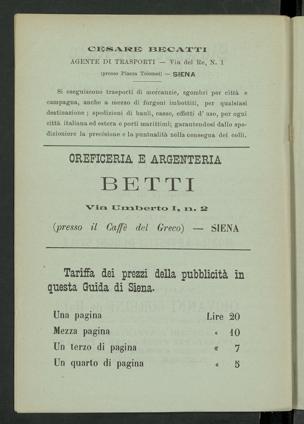 CESARE BECATTI
AGENTE DI TRASPORTI — Via del Re, N. 1
(presso Piazza Tolomei) — SIENA
Si eseguiscono trasporti di mercanzie, sgombri per città e
campagna, anche a mezzo di furgoni imbottiti, per qualsiasi
destinazione; spedizioni di bauli, casse, effetti d'uso, per ogni
città italiana ed estera e porti marittimi; garantendosi dallo spe-
dizioniere la precisione e la puntualità nella consegna dei colli.
OREFICERIA E ARGENTERIA
BETTI
Via Umberto I, n. 2
(presso il Caffè del Greco) — SIENA
Tariffa dei prezzi della pubblicità in
questa Guida di Siena.
Una pagina Lire 20
Mezza pagina « 10
Un terzo di pagina « 7
Un quarto di pagina « 5